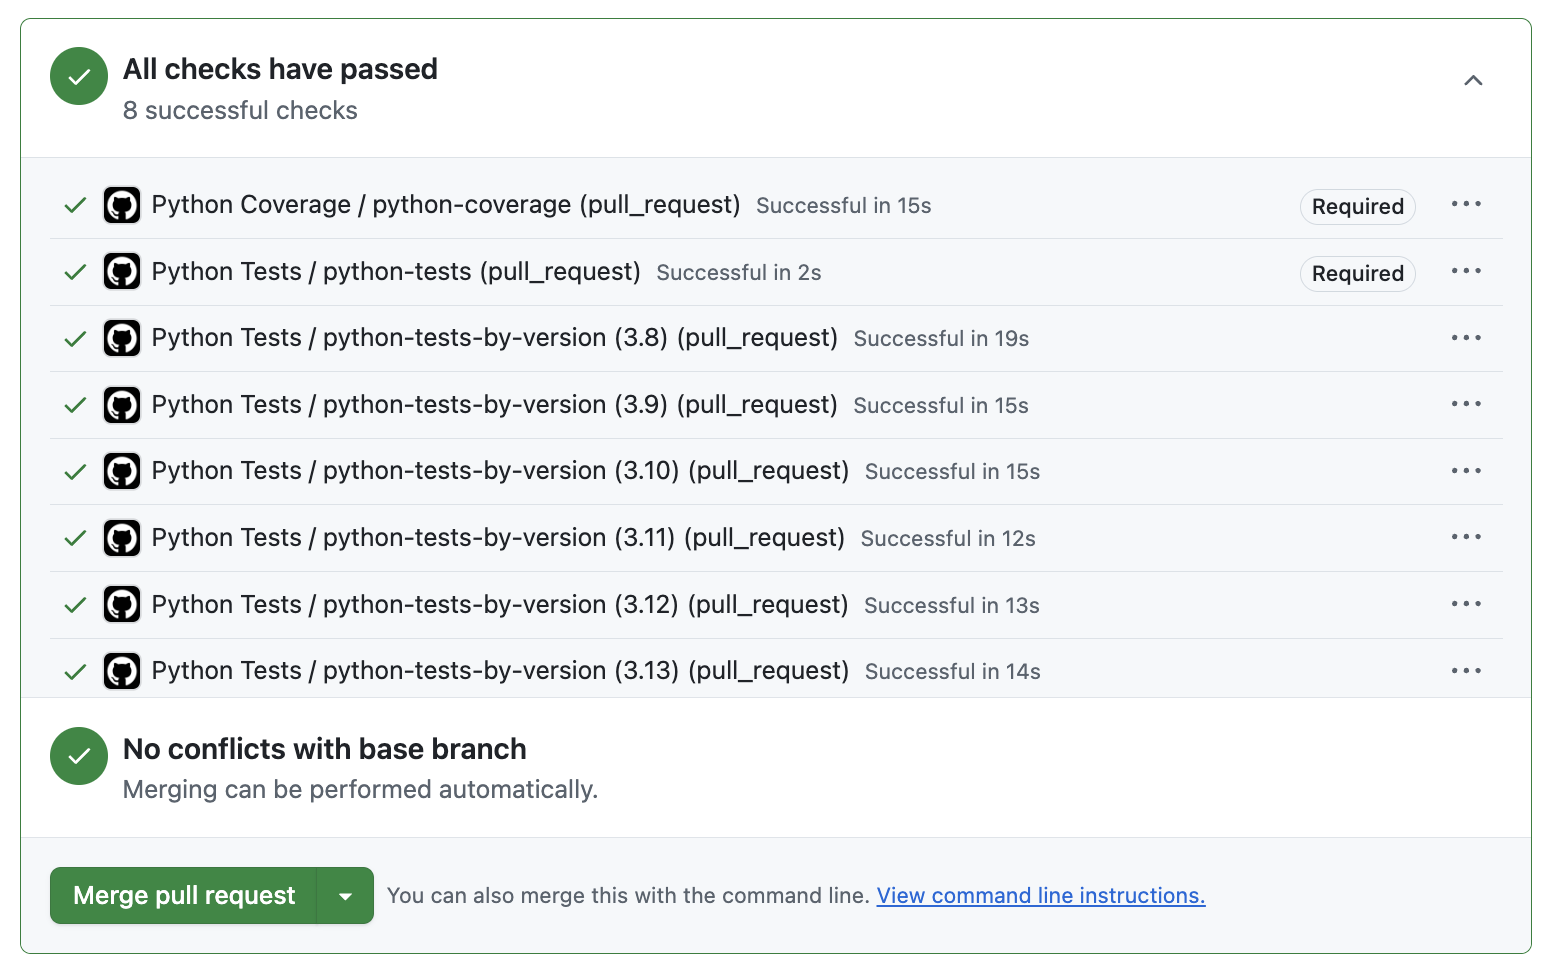 All checks have passed
8 successful checks
Python Coverage / python-coverage (pull_request) Successful in 15s Required
Python Tests / python-tests (pull_request) Successful in 2s Required
Python Tests / python-tests-by-version (3.8) (pull_request) Successful in 19s
Python Tests / python-tests-by-version (3.9) (pull_request) Successful in 15s
Python Tests / python-tests-by-version (3.10) (pull_request) Successful in 15s
Python Tests / python-tests-by-version (3.11) (pull_request) Successful in 12s
Python Tests / python-tests-by-version (3.12) (pull_request) Successful in 13s
Python Tests / python-tests-by-version (3.13) (pull_request) Successful in 14s
No conflicts with base branch
Merging can be performed automatically.
Merge pull request You can also merge this with the command line. View command line instructions.